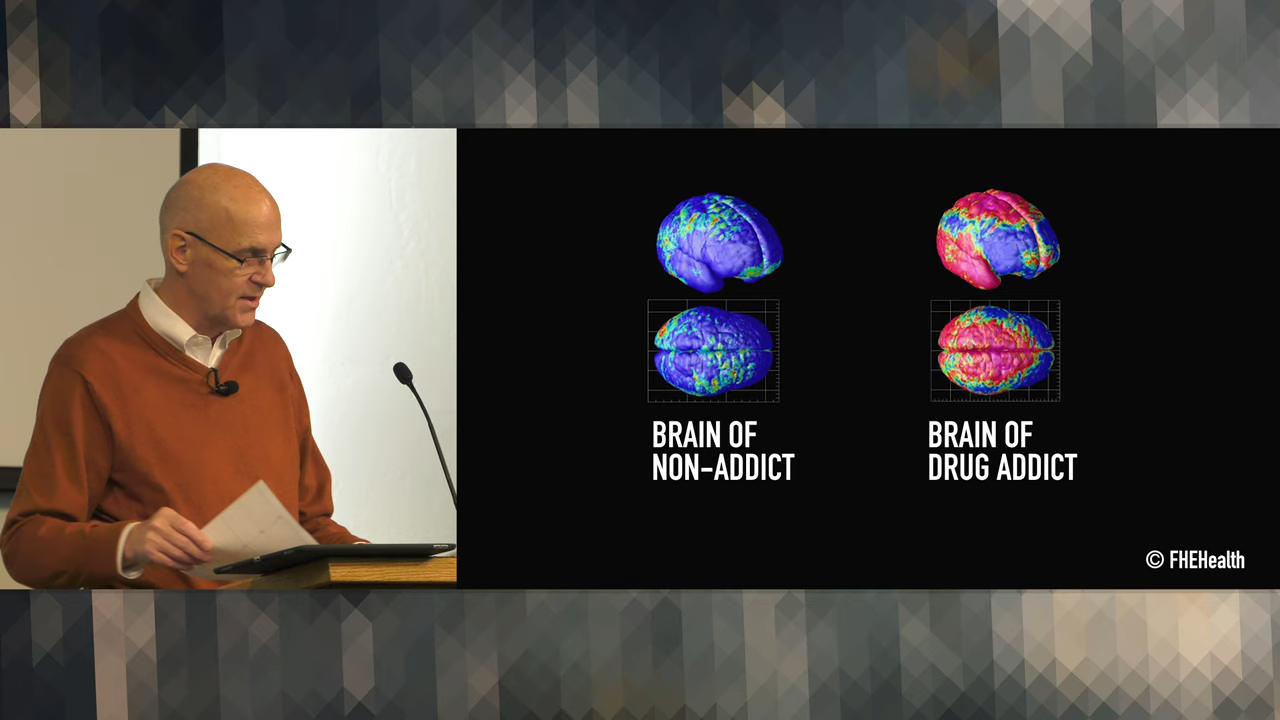 BRAIN OF
NON-ADDICT
BRAIN OF
DRUG ADDICT
© FHEHealth